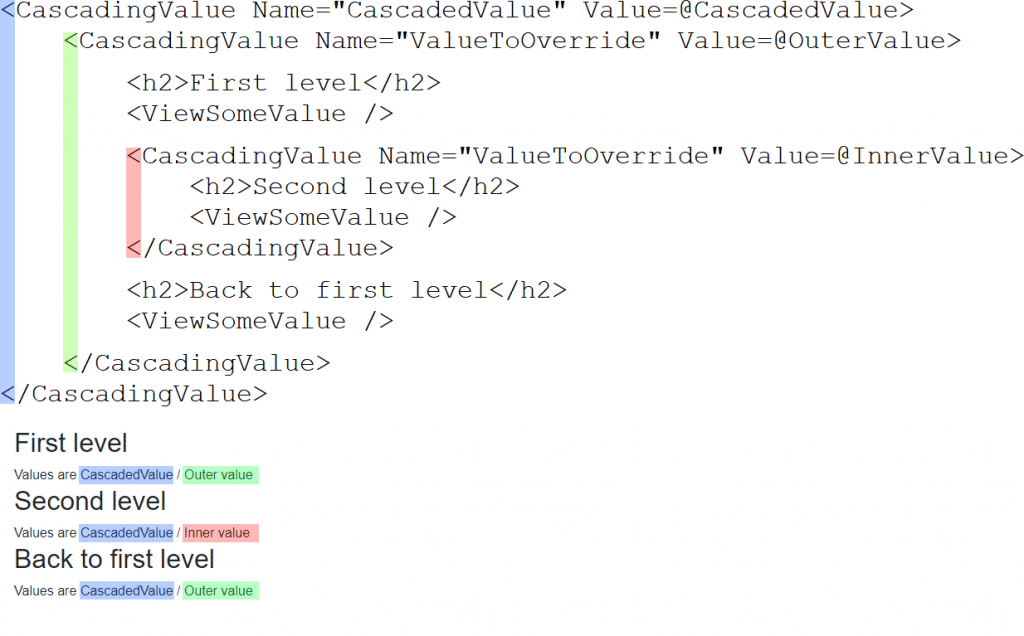 <CascadingValue Name="CascadedValue" Value=@CascadedValue>
<CascadingValue Name="ValueToOverride" Value=@OuterValue>
<h2>First level</h2>
<ViewSomeValue />
<CascadingValue Name="ValueToOverride" Value=@InnerValue>
<h2>Second level</h2>
<ViewSomeValue />
</CascadingValue>
<h2>Back to first level</h2>
<ViewSomeValue />
</CascadingValue>
</CascadingValue>
First level
Values are CascadedValue / Outer value
Second level
Values are CascadedValue / Inner value
Back to first level
Values are CascadedValue / Outer value